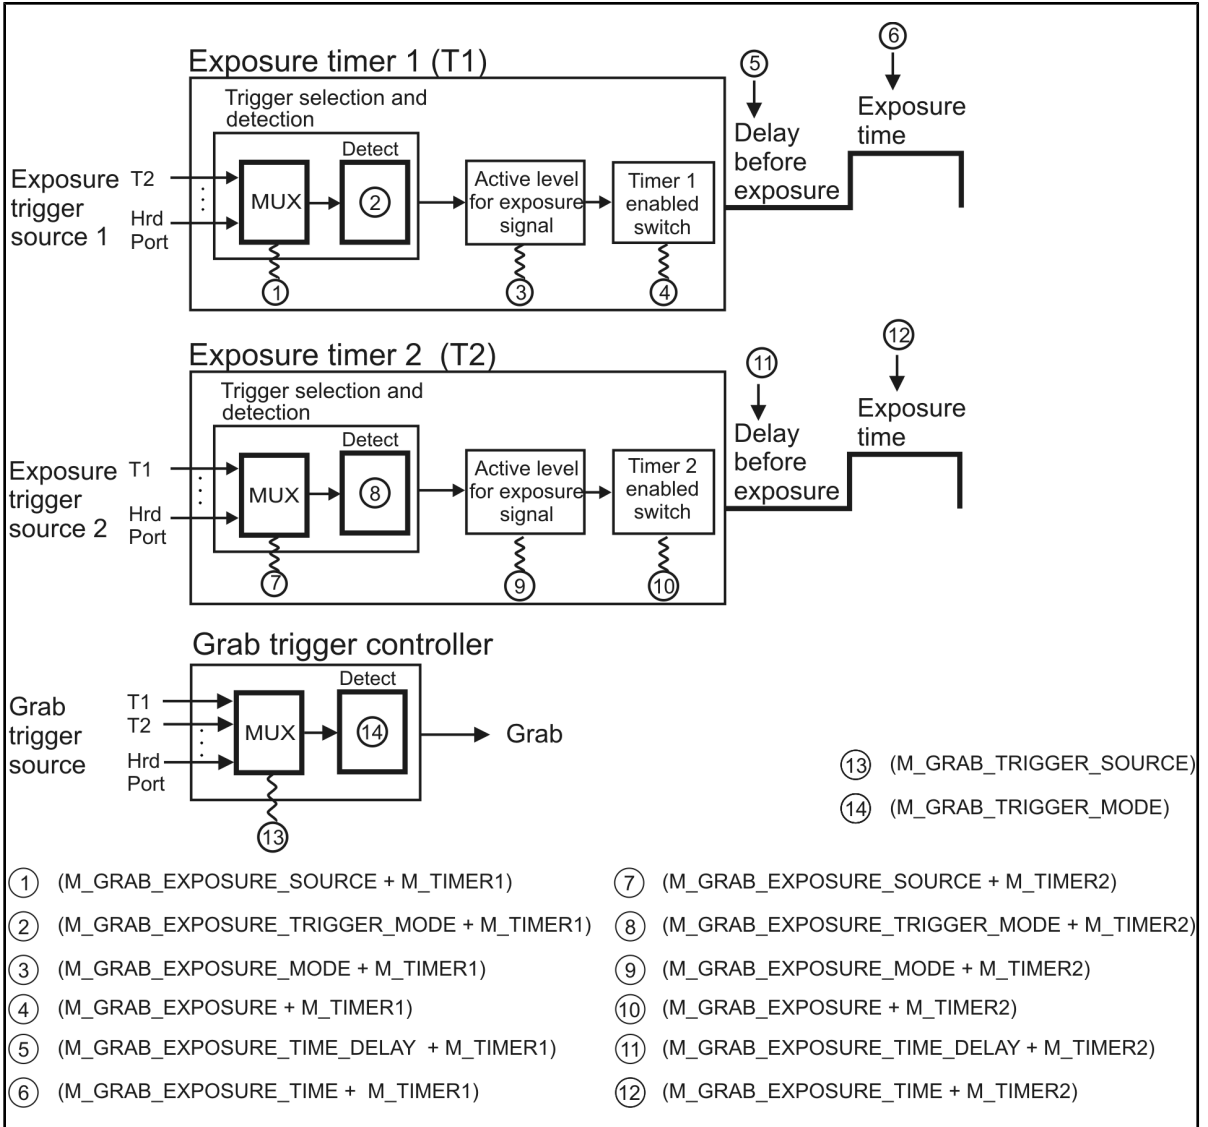 6
Exposure timer 1 (T1)
5
Trigger selection and
detection
Exposure
time
Detect
Delay
before
exposure
Exposure
trigger
source 1
T2
Hrd
Port
MUX
2
Active level
for exposure
signal
Timer 1
enabled
switch
1
3
4
12
Exposure timer 2 (T2)
11
Trigger selection and
detection
Exposure
time
Detect
Delay
before
exposure
Exposure
trigger
source 2
T1
Hrd
Port
MUX
8
Active level
for exposure
signal
Timer 2
enabled
switch
7
9
10
Grab trigger controller
Detect
Grab
trigger
source
T1
T2
Hrd
Port
MUX
14
Grab
13
13 (M_GRAB_TRIGGER_SOURCE)
14 (M_GRAB_TRIGGER_MODE)
1 (M_GRAB_EXPOSURE_SOURCE + M_TIMER1)
2 (M_GRAB_EXPOSURE_TRIGGER_MODE + M_TIMER1)
3 (M_GRAB_EXPOSURE_MODE + M_TIMER1)
4 (M_GRAB_EXPOSURE + M_TIMER1)
5 (M_GRAB_EXPOSURE_TIME_DELAY + M_TIMER1)
6 (M_GRAB_EXPOSURE_TIME + M_TIMER1)
7 (M_GRAB_EXPOSURE_SOURCE + M_TIMER2)
8 (M_GRAB_EXPOSURE_TRIGGER_MODE + M_TIMER2)
9 (M_GRAB_EXPOSURE_MODE + M_TIMER2)
10 (M_GRAB_EXPOSURE + M_TIMER2)
11 (M_GRAB_EXPOSURE_TIME_DELAY + M_TIMER2)
12 (M_GRAB_EXPOSURE_TIME + M_TIMER2)